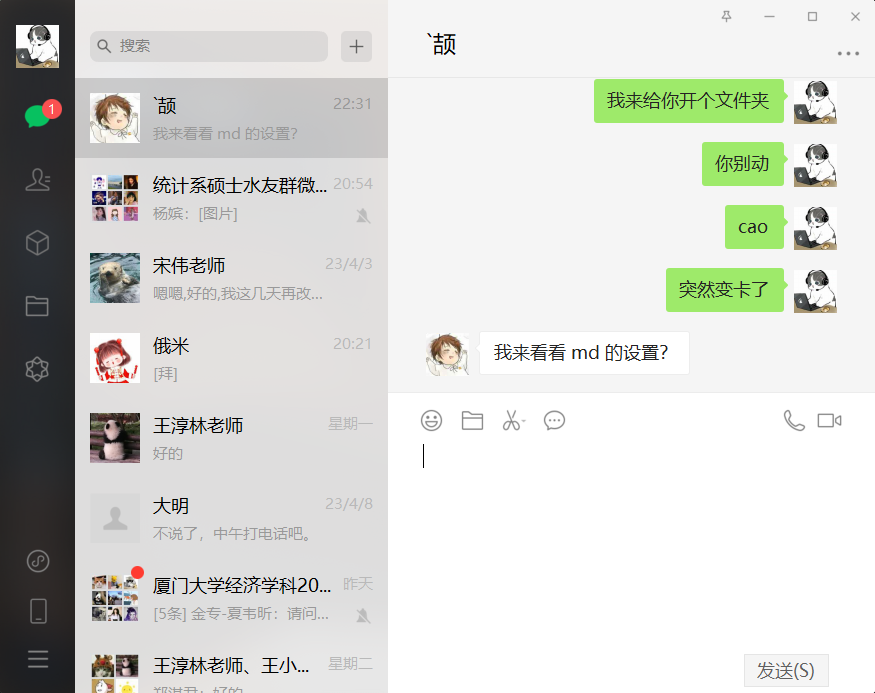 1
搜索
`颉
22:31
我来看看 md 的设置?
统计系硕士水友群微...
20:54
杨嫔：[图片]
宋伟老师
23/4/3
嗯嗯,好的,我这几天再改...
俄米
20:21
[拜]
王淳林老师
星期一
好的
大明
23/4/8
不说了，中午打电话吧。
厦门大学经济学科20...
昨天
[5条] 金专-夏韦昕：请问...
王淳林老师、王小...
星期二
郑淇君：好的
`颉
我来给你开个文件夹
你别动
cao
突然变卡了
我来看看 md 的设置?
发送(S)